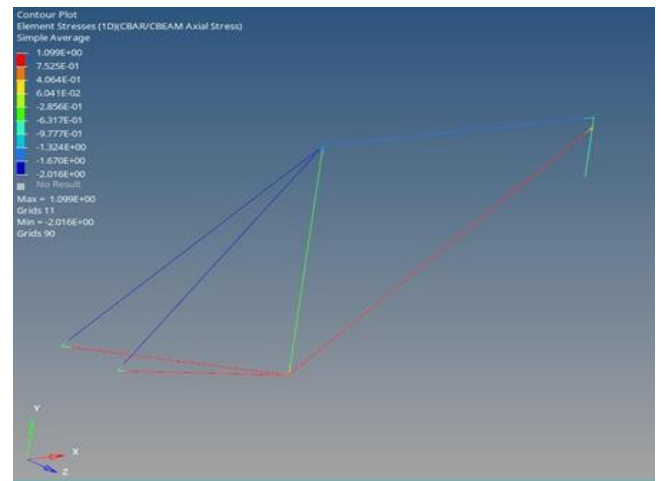 Contour Plot
Element Stresses (1D)(CBAR/CBEAM Axial Stress)
Simple Average
1.099E+00
7.525E-01
4.064E-01
6.041E-02
-2.856E-01
-6.317E-01
-9.777E-01
-1.324E+00
-1.670E+00
-2.016E+00
No Result
Max = 1.099E+00
Grids 11
Min = -2.016E+00
Grids 90
Y
X
Z